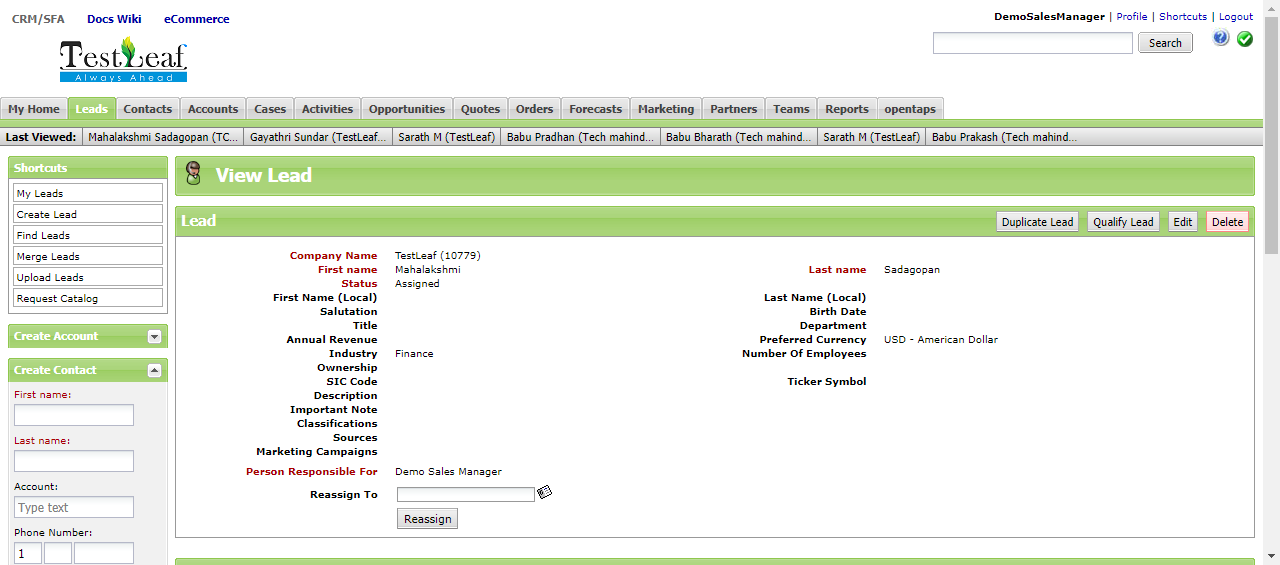 CRM/SFA Docs Wiki eCommerce
DemoSalesManager | Profile | Shortcuts | Logout
Search
TestLeaf
Always Ahead
My Home Leads Contacts Accounts Cases Activities Opportunities Quotes Orders Forecasts Marketing Partners Teams Reports opentaps
Last Viewed: Mahalakshmi Sadagopan (TC... Gayathri Sundar (TestLeaf... Sarath M (TestLeaf) Babu Pradhan (Tech mahind... Babu Bharath (Tech mahind... Sarath M (TestLeaf) Babu Prakash (Tech mahind...
Shortcuts
My Leads
Create Lead
Find Leads
Merge Leads
Upload Leads
Request Catalog
Create Account
Create Contact
First name:
Last name:
Account:
Type text
Phone Number:
1
View Lead
Lead Duplicate Lead Qualify Lead Edit Delete
Company Name TestLeaf (10779)
First name Mahalakshmi Last name Sadagopan
Status Assigned
First Name (Local) Last Name (Local)
Salutation Birth Date
Title Department
Annual Revenue Preferred Currency USD - American Dollar
Industry Finance Number Of Employees
Ownership
SIC Code Ticker Symbol
Description
Important Note
Classifications
Sources
Marketing Campaigns
Person Responsible For Demo Sales Manager
Reassign To
Reassign